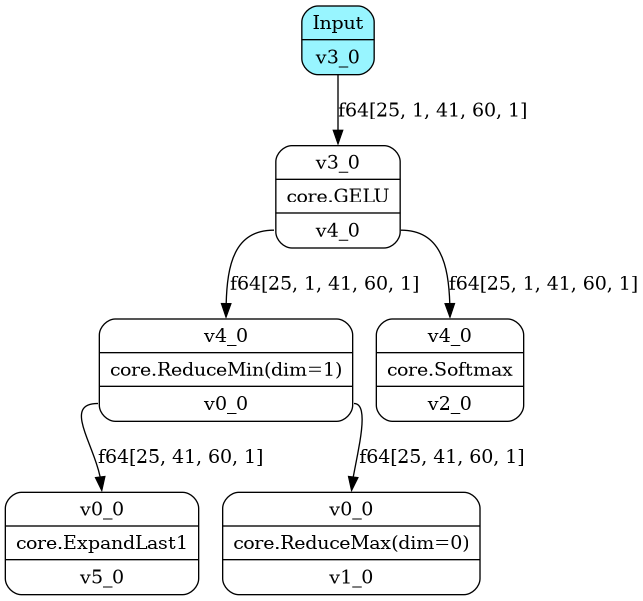 Input
v3_0
f64[25, 1, 41, 60, 1]
v3_0
core.GELU
v4_0
f64[25, 1, 41, 60, 1]
f64[25, 1, 41, 60, 1]
v4_0
core.ReduceMin(dim=1)
v0_0
v4_0
core.Softmax
v2_0
f64[25, 41, 60, 1]
f64[25, 41, 60, 1]
v0_0
core.ExpandLast1
v5_0
v0_0
core.ReduceMax(dim=0)
v1_0